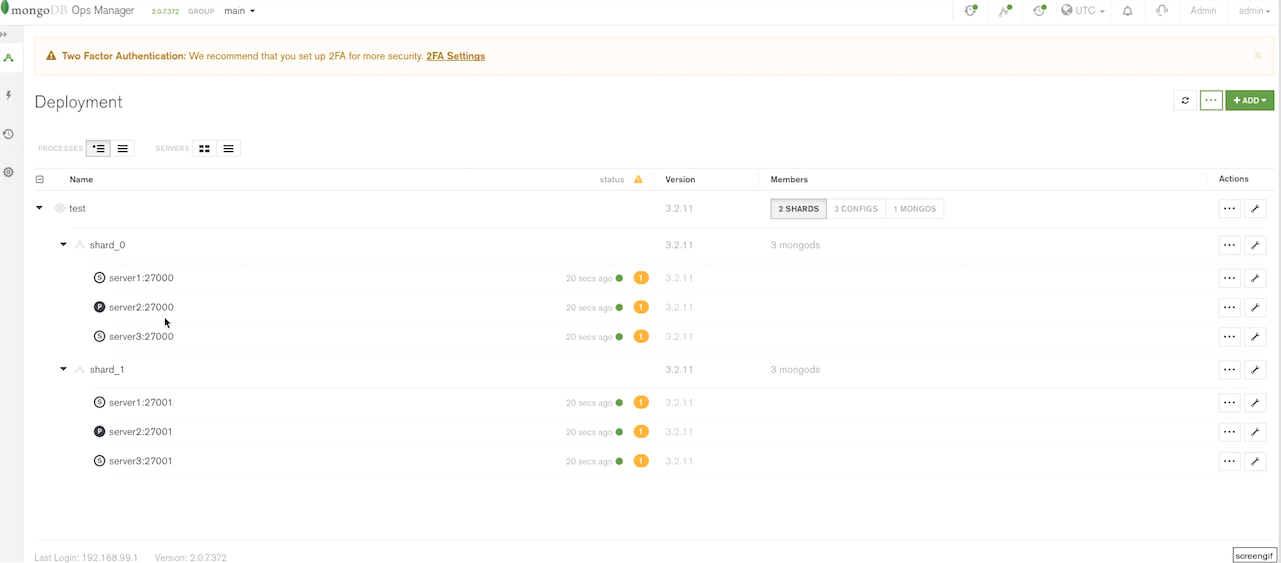 mongoDB Ops Manager 2.0.7.372 GROUP main UTC Admin admin
Two Factor Authentication: We recommend that you set up 2FA for more security. 2FA Settings
Deployment
+ ADD
PROCESSES SERVERS
Name status Version Members Actions
test 3.2.11 2 SHARDS 3 CONFIGS 1 MONGOS
shard_0 3.2.11 3 mongods
S server1:27000 20 secs ago 1 3.2.11
P server2:27000 20 secs ago 1 3.2.11
S server3:27000 20 secs ago 1 3.2.11
shard_1 3.2.11 3 mongods
S server1:27001 20 secs ago 1 3.2.11
P server2:27001 20 secs ago 1 3.2.11
S server3:27001 20 secs ago 1 3.2.11
Last Login: 192.168.99.1 Version: 2.0.7.372
screengif